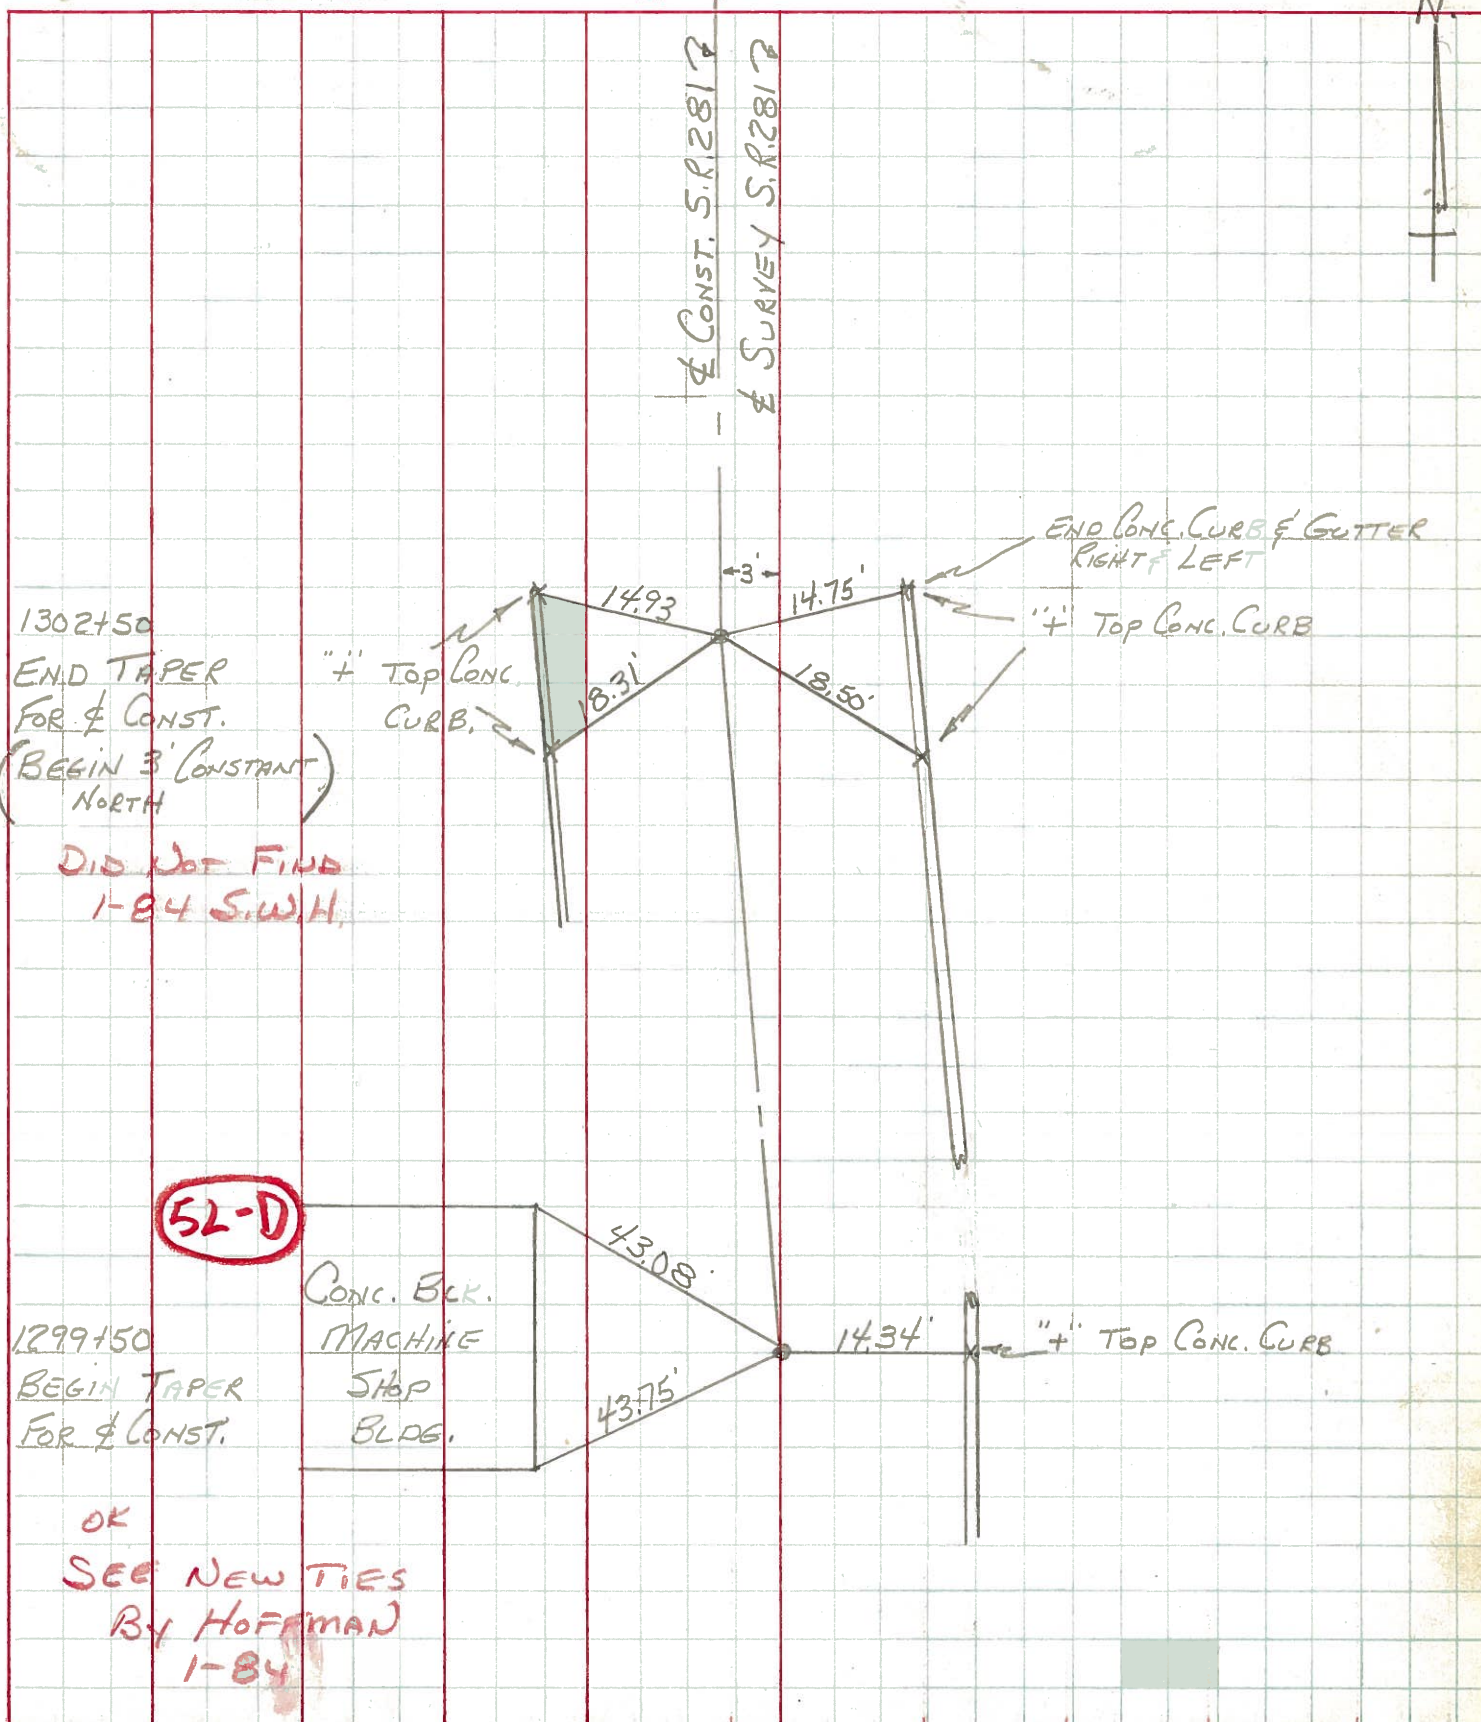 N.
℄ CONST. S.R. 281
℄ SURVEY S.R. 281
END CONC. CURB & GUTTER
RIGHT & LEFT
3'
14.93
14.75'
1302+50
END TAPER
FOR ℄ CONST.
(BEGIN 3' CONSTANT
NORTH)
"+" TOP CONC.
CURB.
"+" TOP CONC. CURB
18.31'
18.50'
DID NOT FIND
1-84 S.W.H.
52-D
43.08'
CONC. BLK.
MACHINE
SHOP
BLDG.
1299+50
BEGIN TAPER
FOR ℄ CONST.
14.34'
"+" TOP CONC. CURB
43.75'
OK
SEE NEW TIES
BY HOFFMAN
1-84